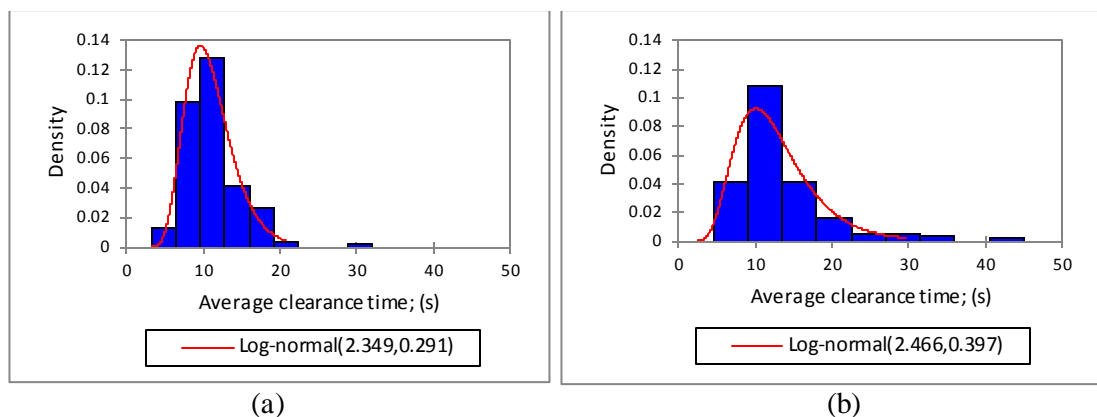 0.14
0.12
0.1
0.08
0.06
0.04
0.02
0
Density
0 10 20 30 40 50
Average clearance time; (s)
Log-normal(2.349,0.291)
(a)
0.14
0.12
0.1
0.08
0.06
0.04
0.02
0
Density
0 10 20 30 40 50
Average clearance time; (s)
Log-normal(2.466,0.397)
(b)